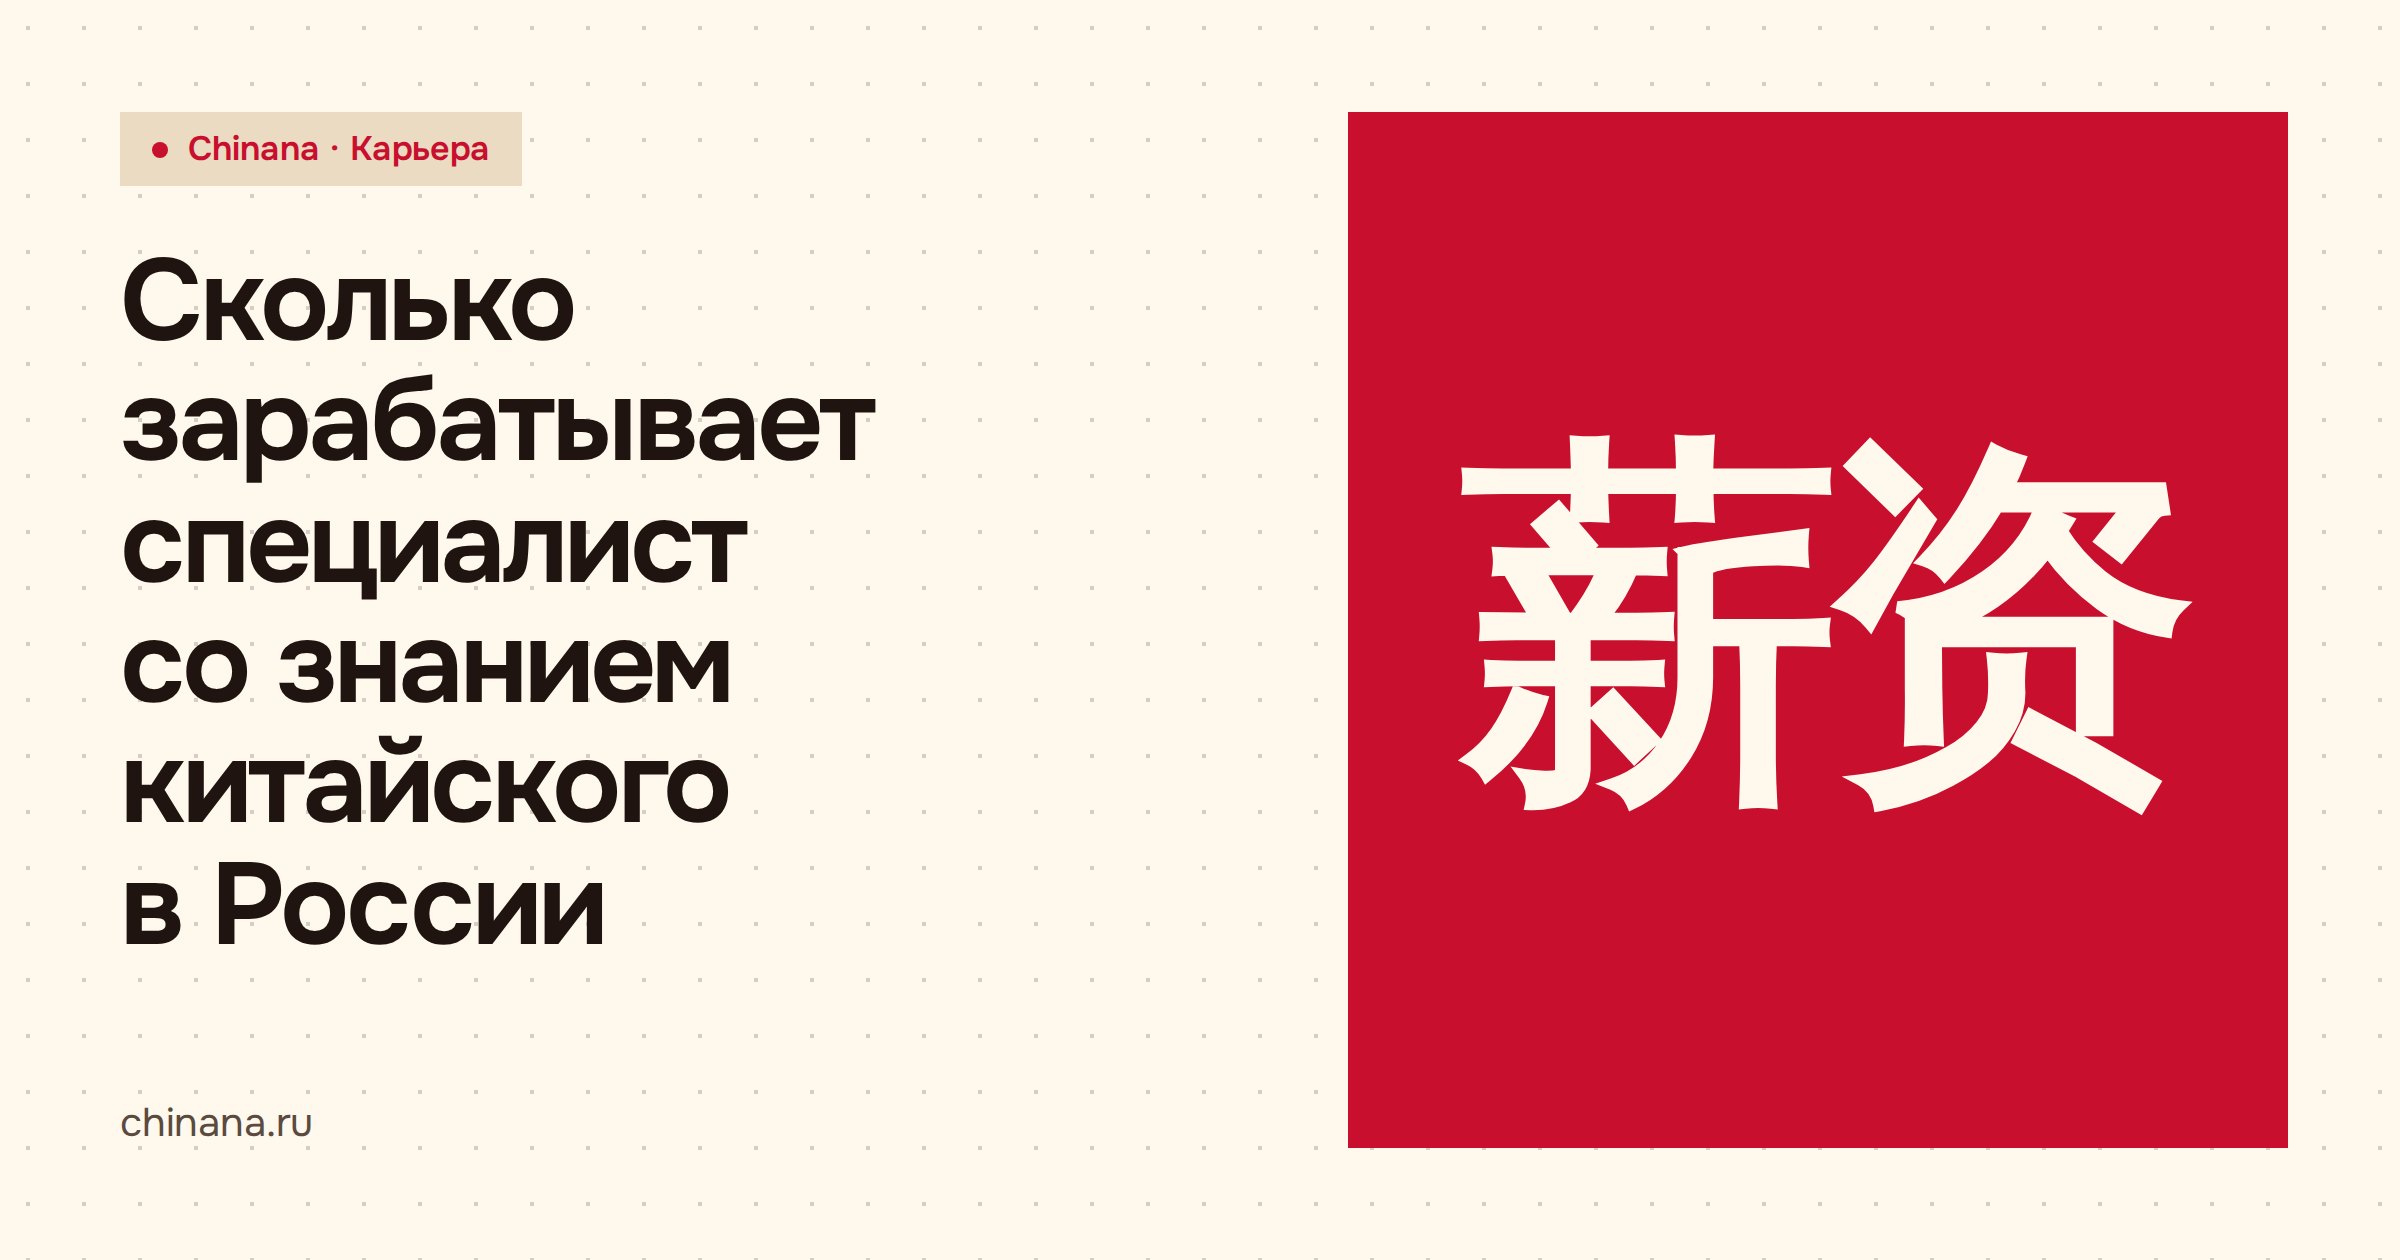 Chinana · Карьера
Сколько
зарабатывает
специалист
со знанием
китайского
в России
chinana.ru
薪资